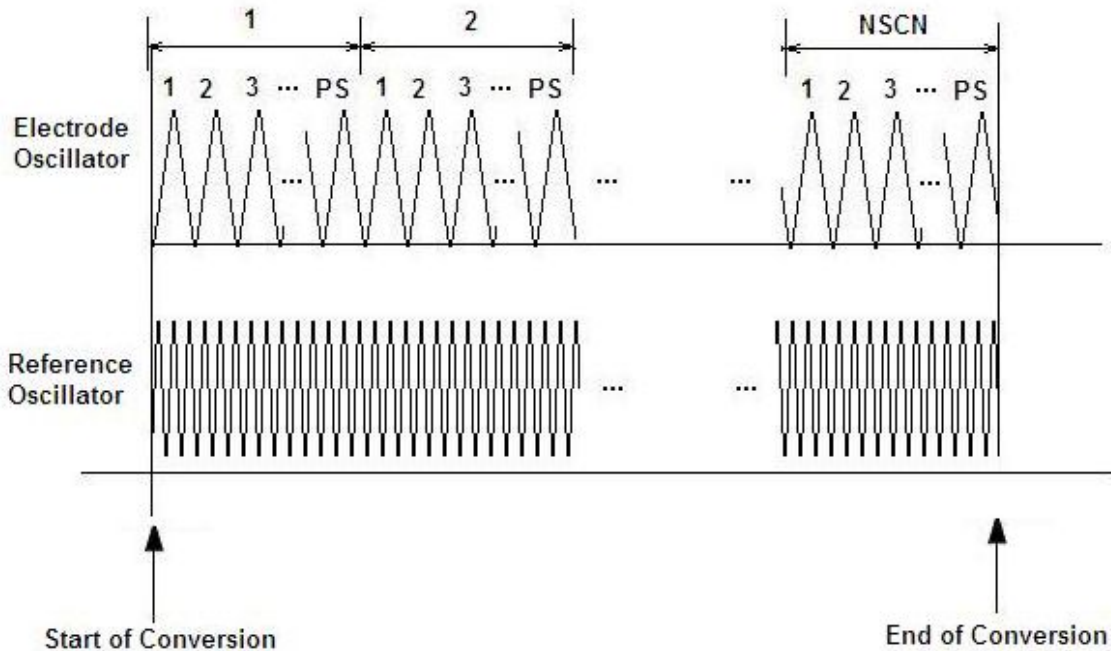 1 2 NSCN
1 2 3 ... PS 1 2 3 ... PS 1 2 3 ... PS
Electrode
Oscillator
... ... ... ... ...
Reference
Oscillator
... ...
Start of Conversion End of Conversion